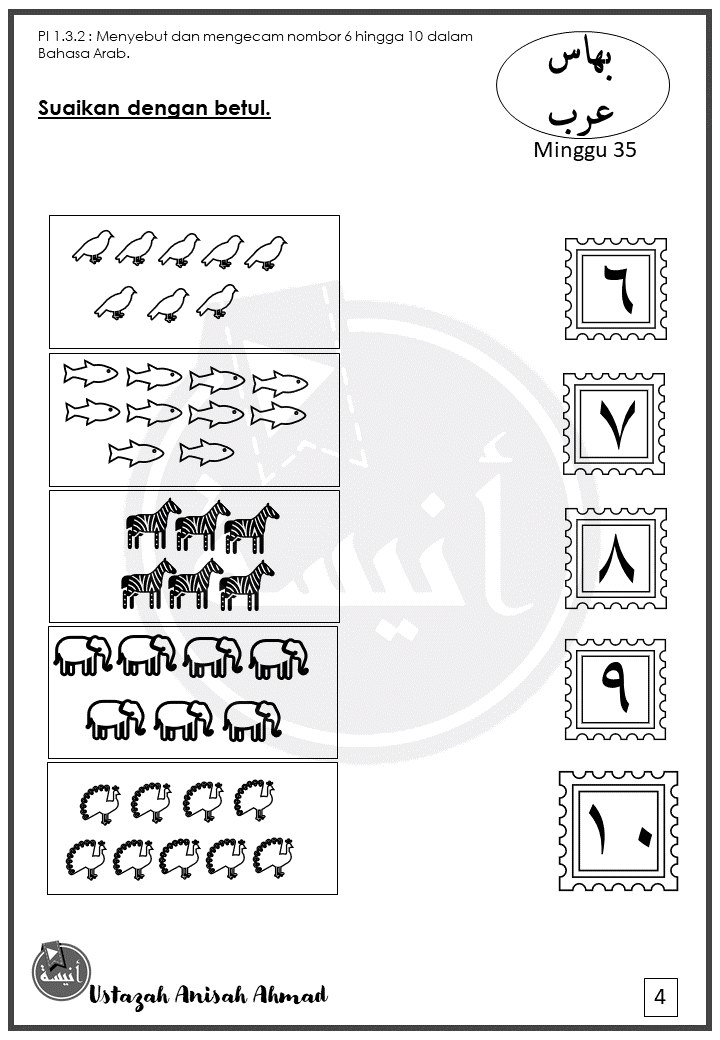 PI 1.3.2 : Menyebut dan mengecam nombor 6 hingga 10 dalam
Bahasa Arab.
بهاس
عرب
Minggu 35
Suaikan dengan betul.
٦
٧
٨
٩
١٠
أنيسة
أنيسة
Ustazah Anisah Ahmad
4